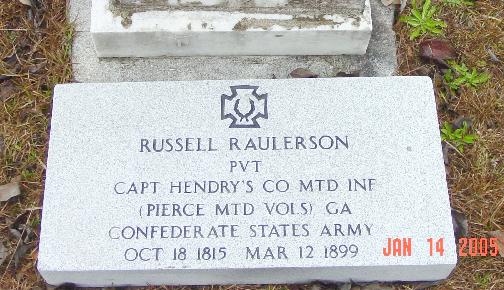 RUSSELL RAULERSON
PVT
CAPT HENDRY'S CO MTD INF
(PIERCE MTD VOLS) GA
CONFEDERATE STATES ARMY
OCT 18 1815 MAR 12 1899
JAN 14 2005